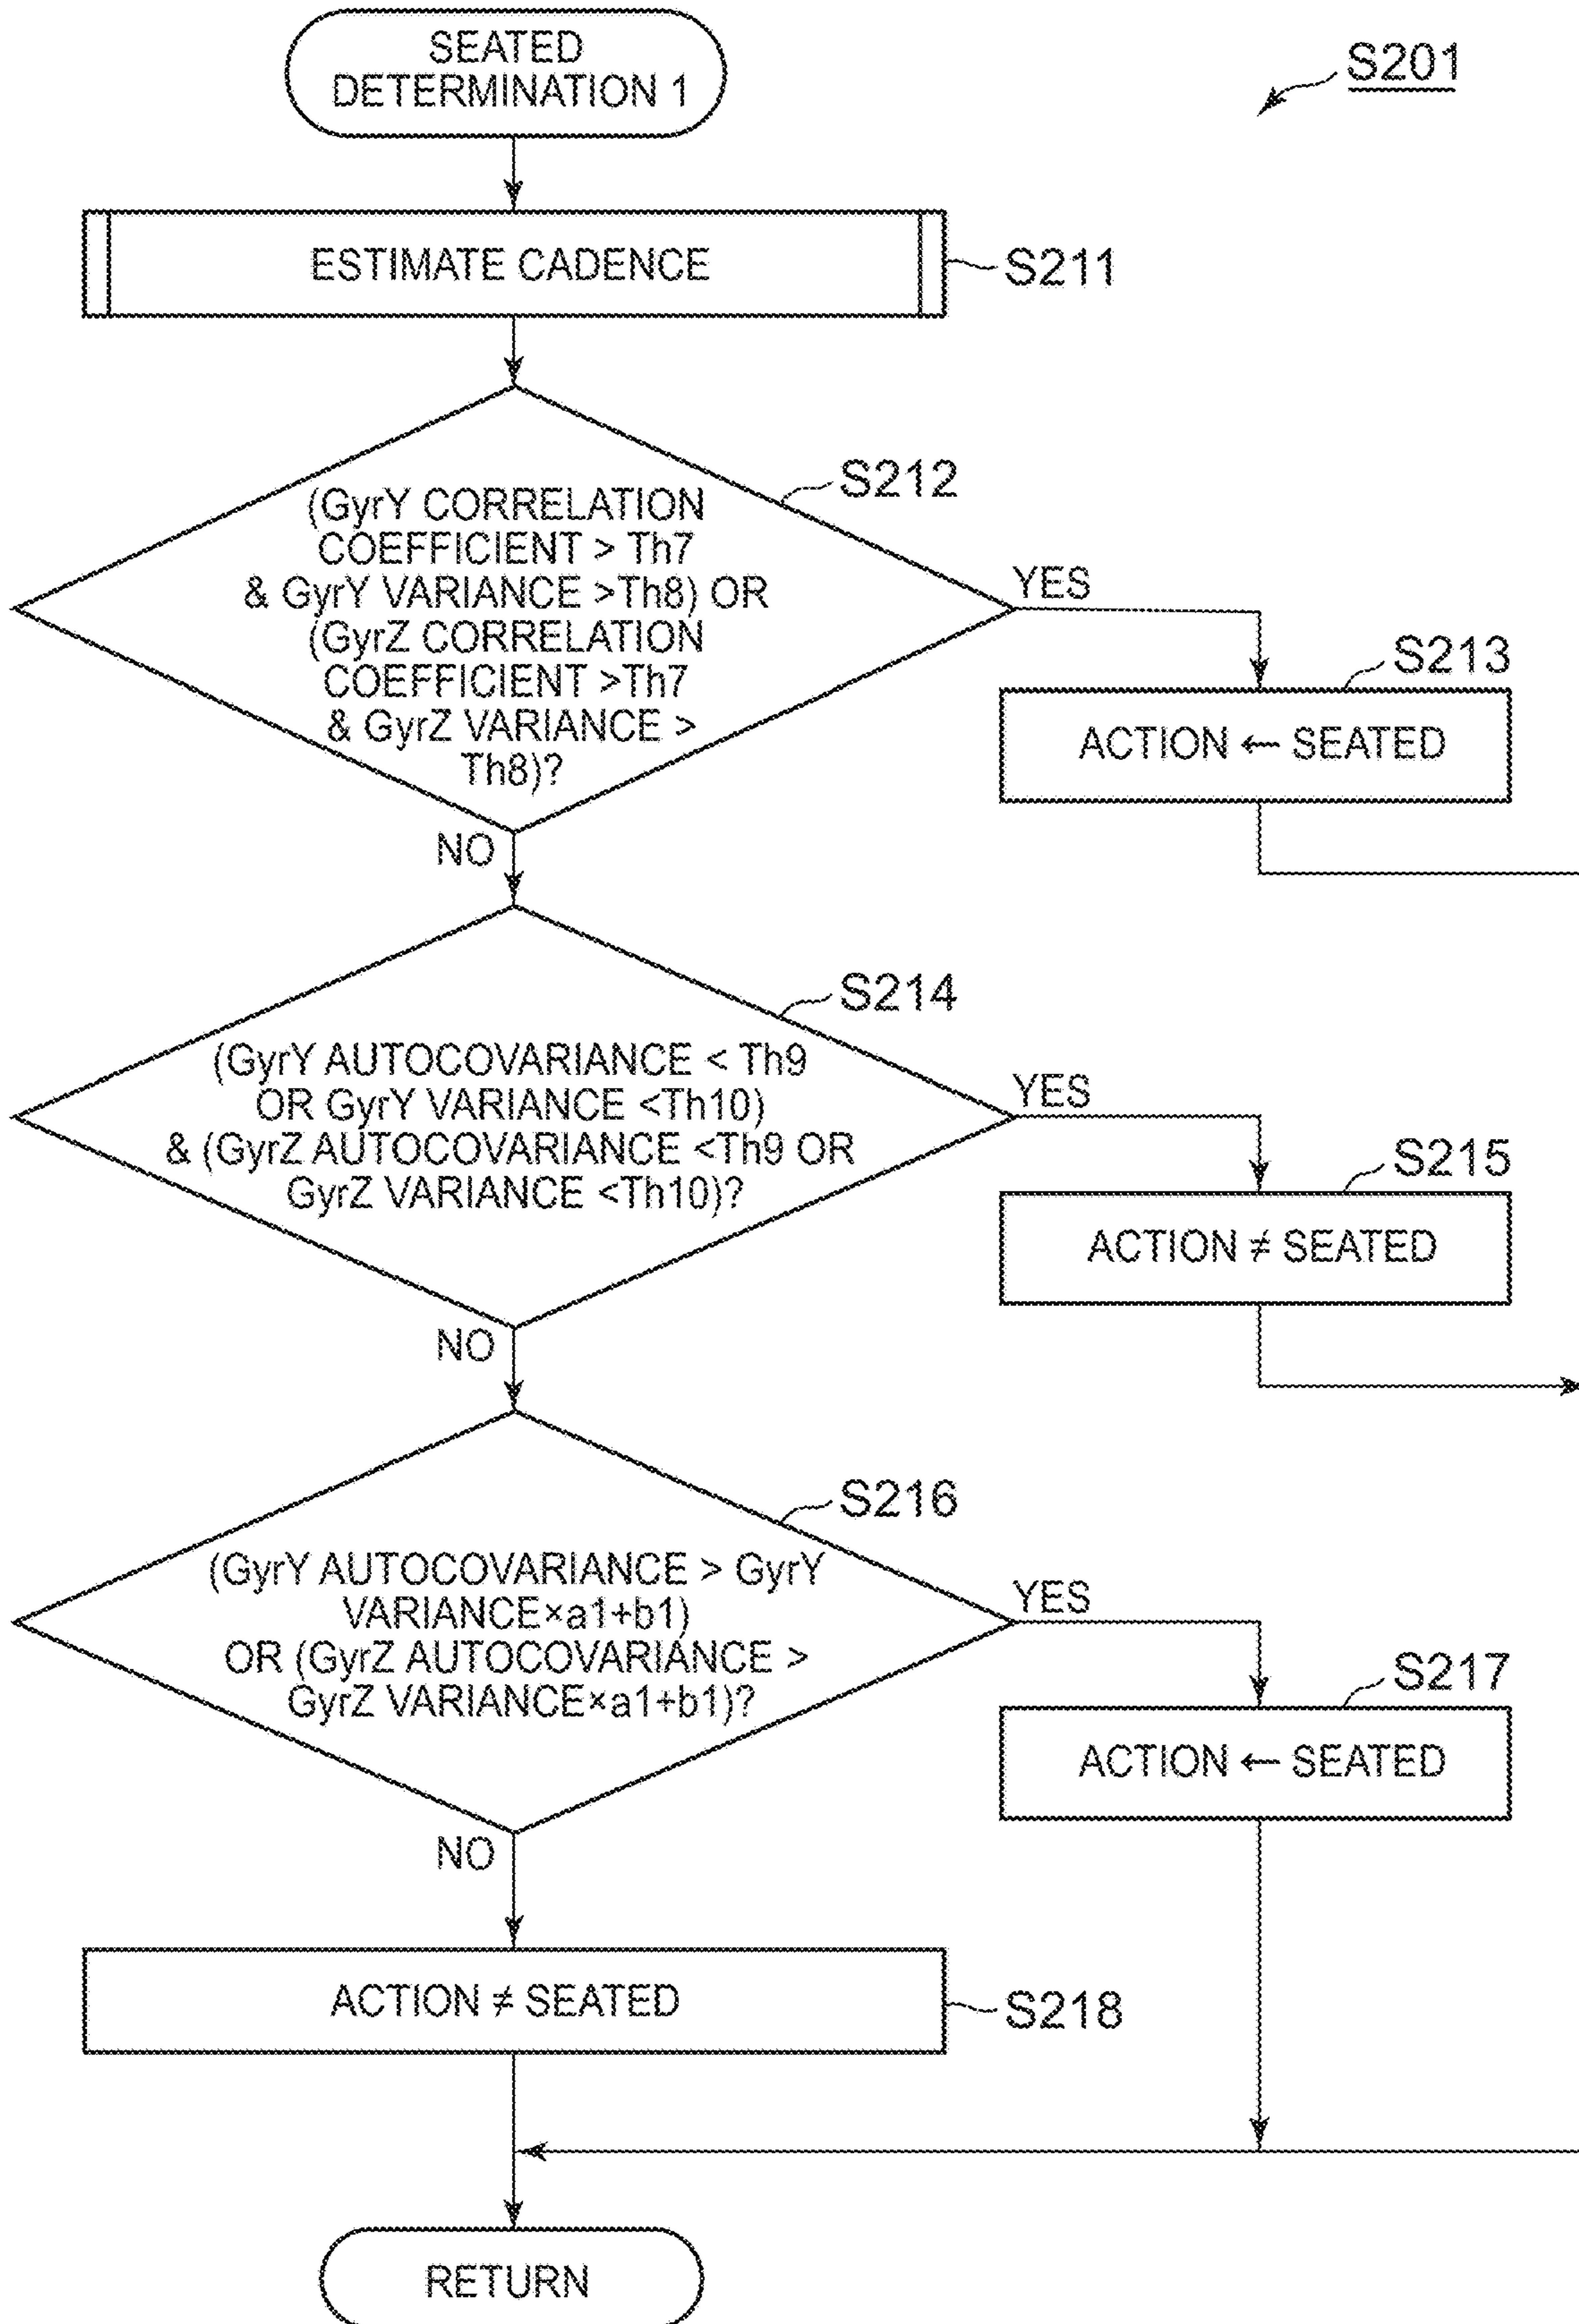 SEATED
DETERMINATION 1
S201
ESTIMATE CADENCE
S211
S212
(GyrY CORRELATION
COEFFICIENT > Th7
& GyrY VARIANCE >Th8) OR
(GyrZ CORRELATION
COEFFICIENT >Th7
& GyrZ VARIANCE >
Th8)?
YES
S213
ACTION ← SEATED
NO
S214
(GyrY AUTOCOVARIANCE < Th9
OR GyrY VARIANCE <Th10)
& (GyrZ AUTOCOVARIANCE <Th9 OR
GyrZ VARIANCE <Th10)?
YES
S215
ACTION ≠ SEATED
NO
S216
(GyrY AUTOCOVARIANCE > GyrY
VARIANCE×a1+b1)
OR (GyrZ AUTOCOVARIANCE >
GyrZ VARIANCE×a1+b1)?
YES
S217
ACTION ← SEATED
NO
ACTION ≠ SEATED
S218
RETURN